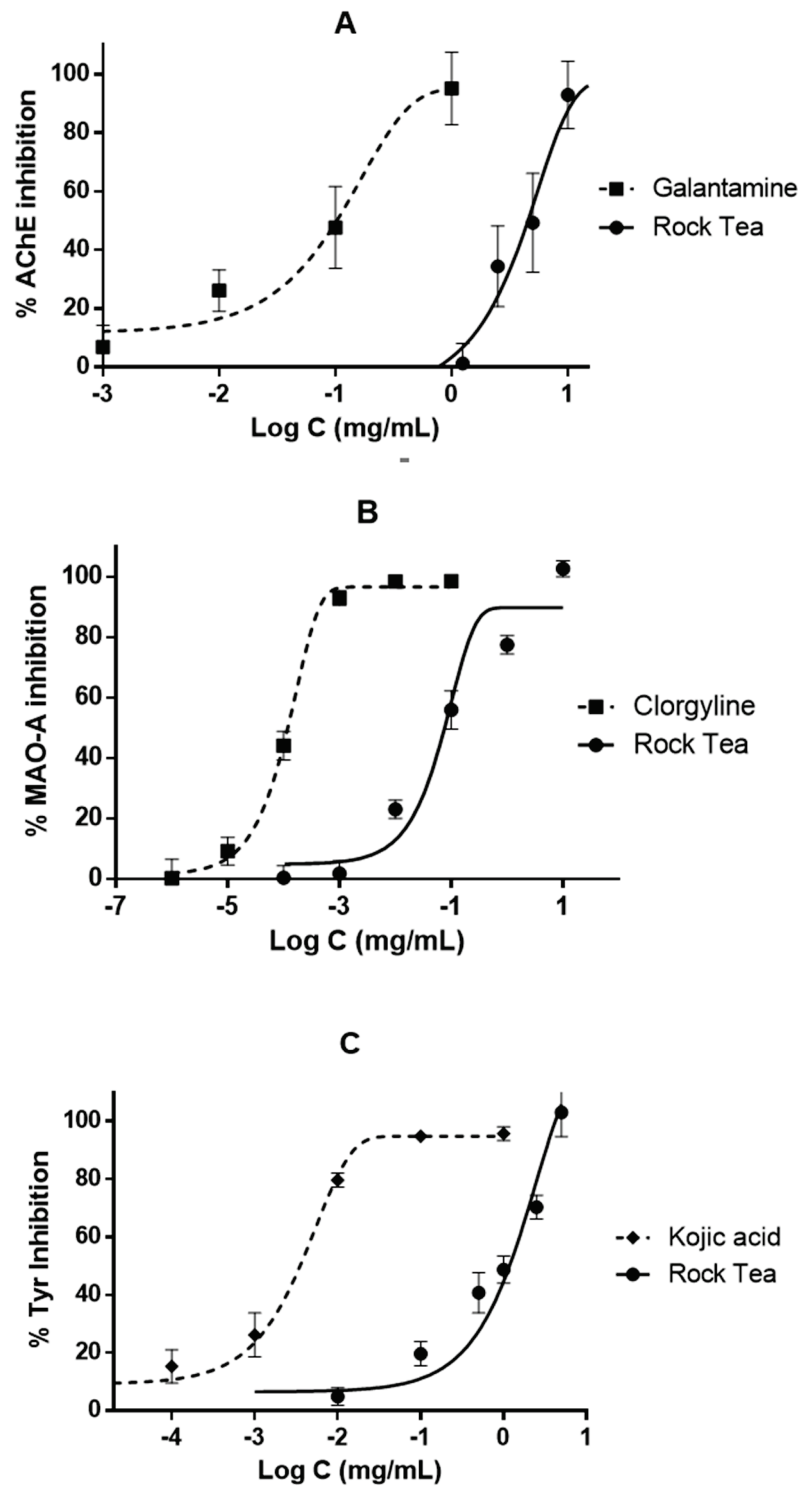 A
100
80
60
40
20
0
% AChE inhibition
-3 -2 -1 0 1
Log C (mg/mL)
Galantamine
Rock Tea
B
100
80
60
40
20
0
% MAO-A inhibition
-7 -5 -3 -1 1
Log C (mg/mL)
Clorgyline
Rock Tea
C
100
80
60
40
20
0
% Tyr Inhibition
-4 -3 -2 -1 0 1
Log C (mg/mL)
Kojic acid
Rock Tea